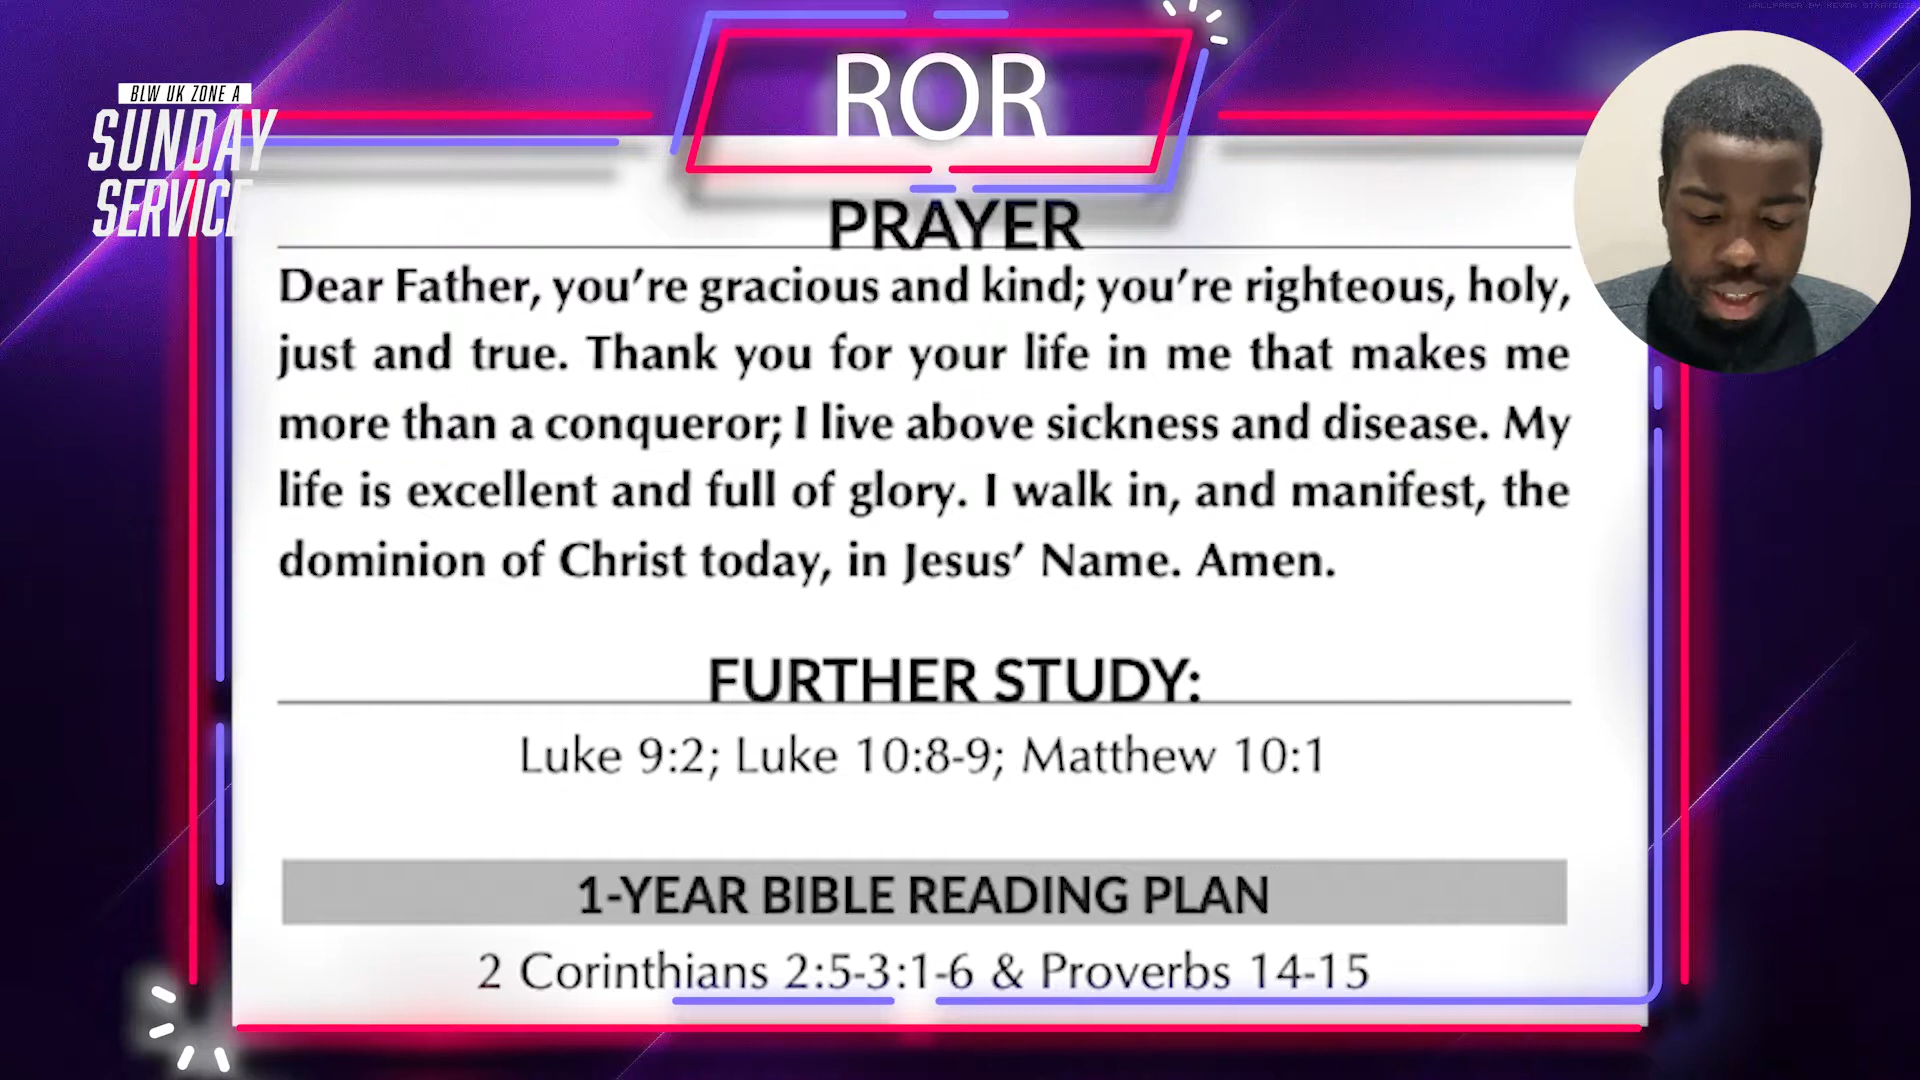 WALLPAPER BY KEVIN STRATIGIS
ROR
BLW UK ZONE A
SUNDAY
SERVICE
PRAYER
Dear Father, you’re gracious and kind; you’re righteous, holy,
just and true. Thank you for your life in me that makes me
more than a conqueror; I live above sickness and disease. My
life is excellent and full of glory. I walk in, and manifest, the
dominion of Christ today, in Jesus’ Name. Amen.
FURTHER STUDY:
Luke 9:2; Luke 10:8-9; Matthew 10:1
1-YEAR BIBLE READING PLAN
2 Corinthians 2:5-3:1-6 & Proverbs 14-15